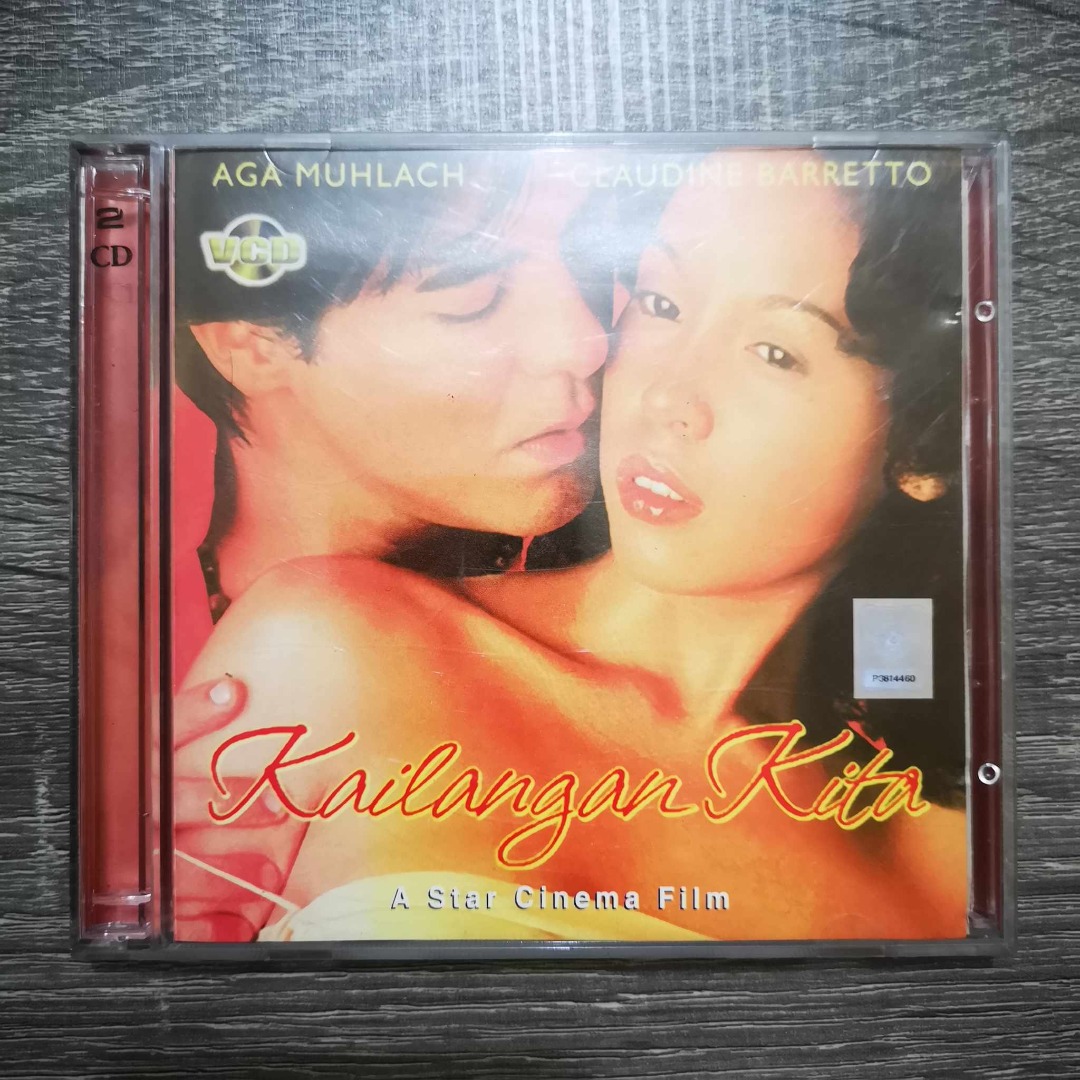 AGA MUHLACH
CLAUDINE BARRETTO
VCD
2
CD
P3814460
Kailangan Kita
A Star Cinema Film